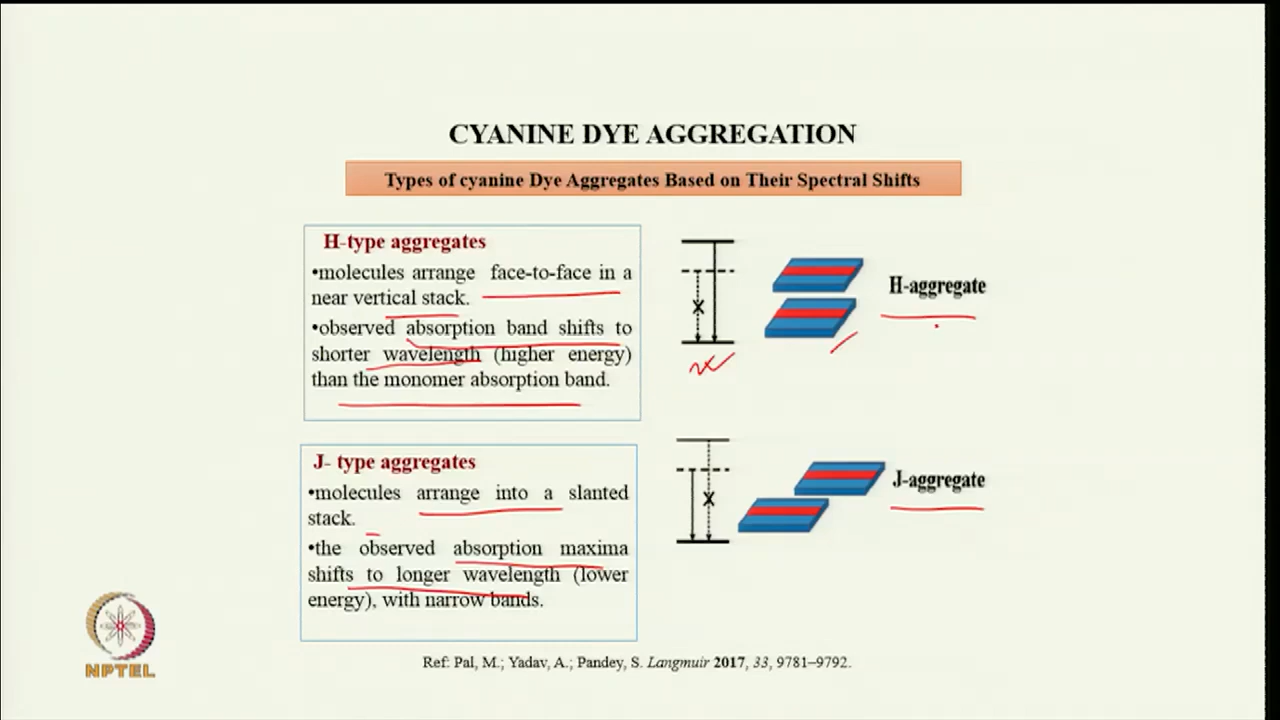 CYANINE DYE AGGREGATION
Types of cyanine Dye Aggregates Based on Their Spectral Shifts
H-type aggregates
•molecules arrange face-to-face in a
near vertical stack.
•observed absorption band shifts to
shorter wavelength (higher energy)
than the monomer absorption band.
X
H-aggregate
J- type aggregates
•molecules arrange into a slanted
stack.
•the observed absorption maxima
shifts to longer wavelength (lower
energy), with narrow bands.
X
J-aggregate
NPTEL
Ref: Pal, M.; Yadav, A.; Pandey, S. Langmuir 2017, 33, 9781–9792.